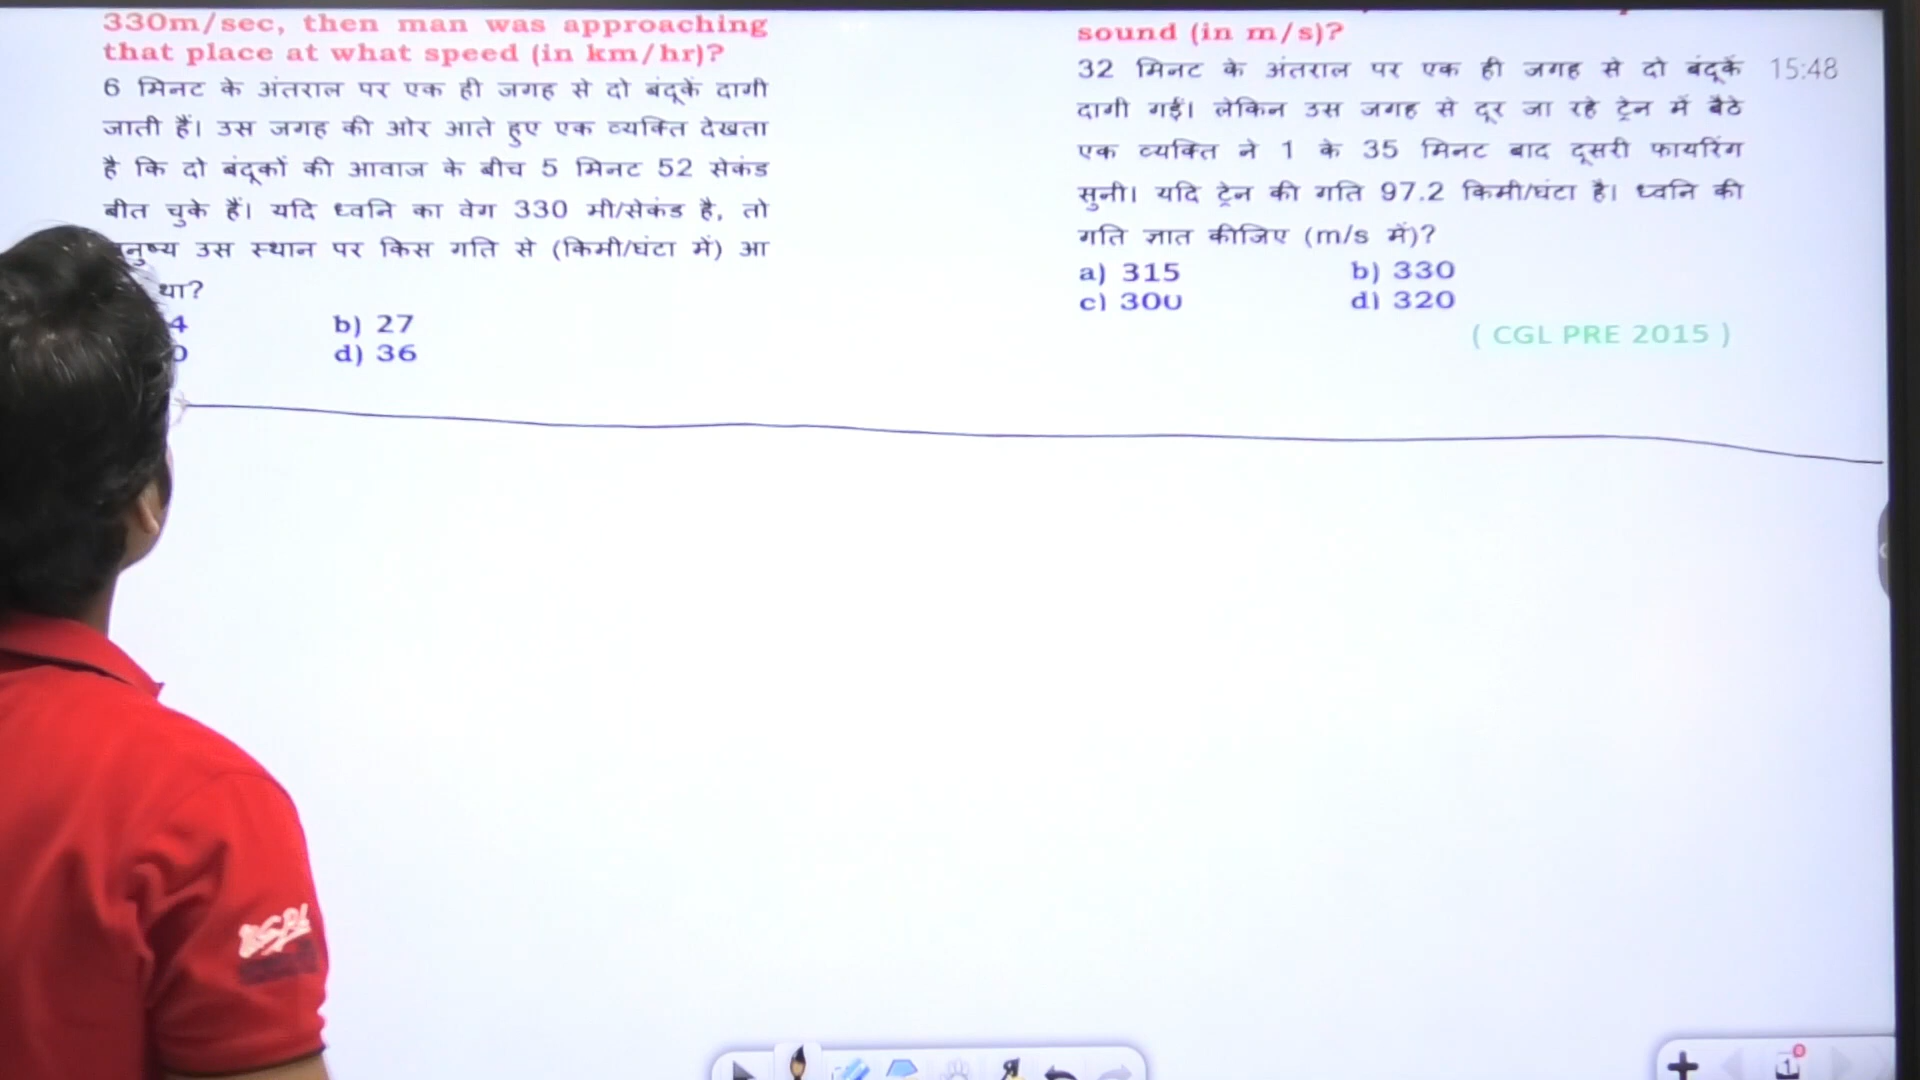 330m/sec, then man was approaching
that place at what speed (in km/hr)?
6 मिनट के अंतराल पर एक ही जगह से दो बंदूकें दागी
जाती हैं। उस जगह की ओर आते हुए एक व्यक्ति देखता
है कि दो बंदूकों की आवाज के बीच 5 मिनट 52 सेकंड
बीत चुके हैं। यदि ध्वनि का वेग 330 मी/सेकंड है, तो
उस स्थान पर किस गति से (किमी/घंटा में) आ
था?
b) 27
d) 36
sound (in m/s)?
32 मिनट के अंतराल पर एक ही जगह से दो बंदूकें
दागी गईं। लेकिन उस जगह से दूर जा रहे ट्रेन में बैठे
एक व्यक्ति ने 1 के 35 मिनट बाद दूसरी फायरिंग
सुनी। यदि ट्रेन की गति 97.2 किमी/घंटा है। ध्वनि की
गति ज्ञात कीजिए (m/s में)?
a) 315 b) 330
c) 300 d) 320
( CGL PRE 2015 )
15:48